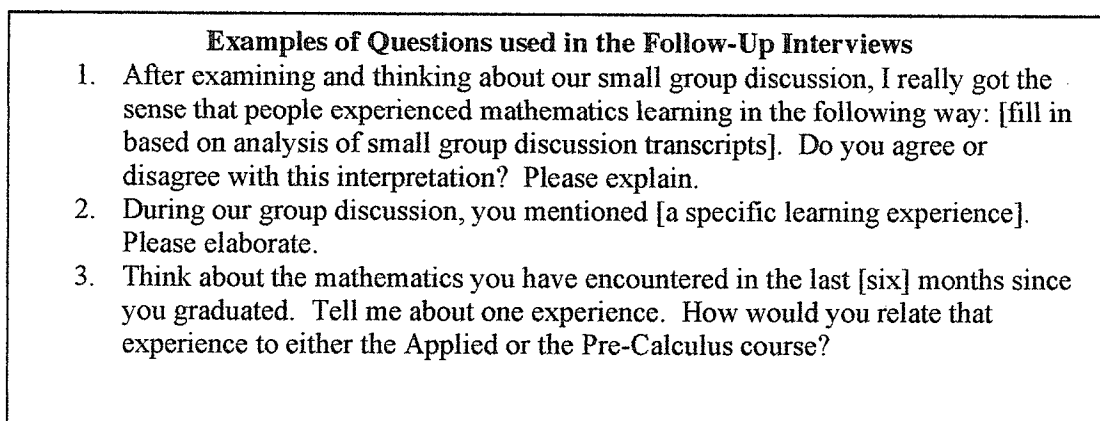 Examples of Questions used in the Follow-Up Interviews
1. After examining and thinking about our small group discussion, I really got the
sense that people experienced mathematics learning in the following way: [fill in
based on analysis of small group discussion transcripts]. Do you agree or
disagree with this interpretation? Please explain.
2. During our group discussion, you mentioned [a specific learning experience].
Please elaborate.
3. Think about the mathematics you have encountered in the last [six] months since
you graduated. Tell me about one experience. How would you relate that
experience to either the Applied or the Pre-Calculus course?